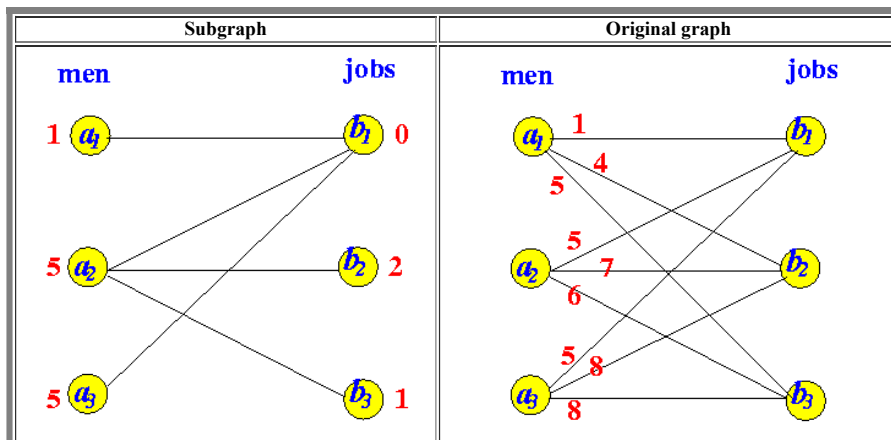 Subgraph
Original graph
men
jobs
1 a1 b1 0
5 a2 b2 2
5 a3 b3 1
men
jobs
a1 1 b1
4
5
5
a2 7 b2
6
5
8
a3 8 b3